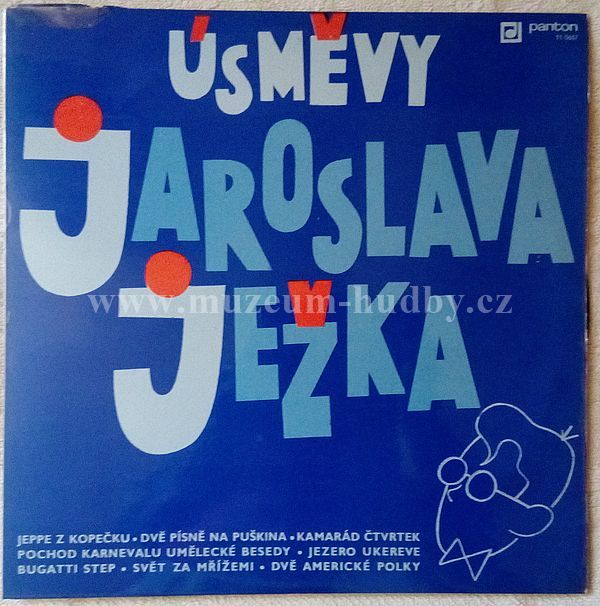 panton
ÚSMĚVY
JAROSLAVA
JEŽKA
www.muzeum-hudby.cz
JEPPE Z KOPEČKU • DVĚ PÍSNĚ NA PUŠKINA • KAMARÁD ČTVRTEK
POCHOD KARNEVALU UMĚLECKÉ BESEDY • JEZERO UKEREVE
BUGATTI STEP • SVĚT ZA MŘÍŽEMI • DVĚ AMERICKÉ POLKY